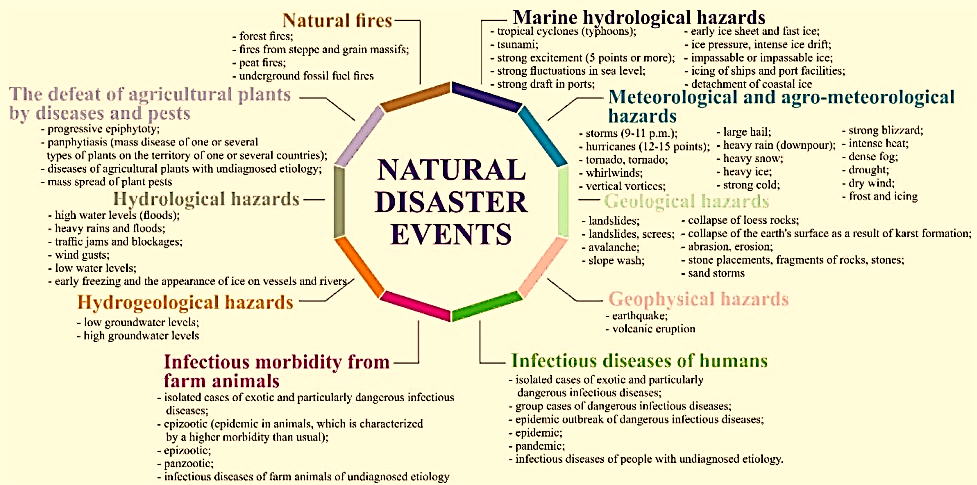 Natural fires
- forest fires;
- fires from steppe and grain massifs;
- peat fires;
- underground fossil fuel fires
Marine hydrological hazards
- tropical cyclones (typhoons);
- tsunami;
- strong excitement (5 points or more);
- strong fluctuations in sea level;
- strong draft in ports;
- early ice sheet and fast ice;
- ice pressure, intense ice drift;
- impassable or impassable ice;
- icing of ships and port facilities;
- detachment of coastal ice
The defeat of agricultural plants
by diseases and pests
- progressive epiphytoty;
- panphytiasis (mass disease of one or several
types of plants on the territory of one or several countries);
- diseases of agricultural plants with undiagnosed etiology;
- mass spread of plant pests
Meteorological and agro-meteorological
hazards
- storms (9-11 p.m.);
- hurricanes (12-15 points);
- tornado, tornado;
- whirlwinds;
- vertical vortices;
- large hail;
- heavy rain (downpour);
- heavy snow;
- heavy ice;
- strong cold;
- strong blizzard;
- intense heat;
- dense fog;
- drought;
- dry wind;
- frost and icing
NATURAL
DISASTER
EVENTS
Hydrological hazards
- high water levels (floods);
- heavy rains and floods;
- traffic jams and blockages;
- wind gusts;
- low water levels;
- early freezing and the appearance of ice on vessels and rivers
Geological hazards
- landslides;
- landslides, screes;
- avalanche;
- slope wash;
- collapse of loess rocks;
- collapse of the earth's surface as a result of karst formation;
- abrasion, erosion;
- stone placements, fragments of rocks, stones;
- sand storms
Hydrogeological hazards
- low groundwater levels;
- high groundwater levels
Geophysical hazards
- earthquake;
- volcanic eruption
Infectious morbidity from
farm animals
- isolated cases of exotic and particularly dangerous infectious
diseases;
- epizootic (epidemic in animals, which is characterized
by a higher morbidity than usual);
- epizootic;
- panzootic;
- infectious diseases of farm animals of undiagnosed etiology
Infectious diseases of humans
- isolated cases of exotic and particularly
dangerous infectious diseases;
- group cases of dangerous infectious diseases;
- epidemic outbreak of dangerous infectious diseases;
- epidemic;
- pandemic;
- infectious diseases of people with undiagnosed etiology.